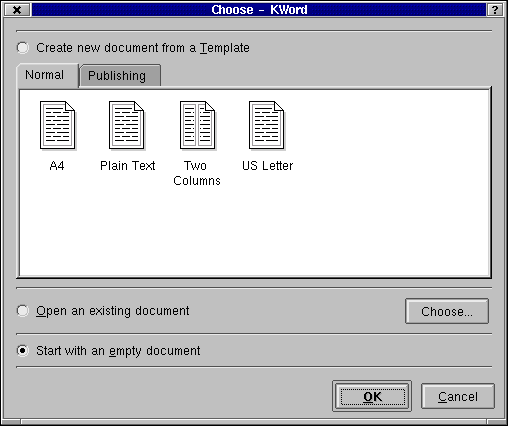 Choose - KWord
?
Create new document from a Template
Normal
Publishing
A4
Plain Text
Two
Columns
US Letter
Open an existing document
Choose...
Start with an empty document
OK
Cancel